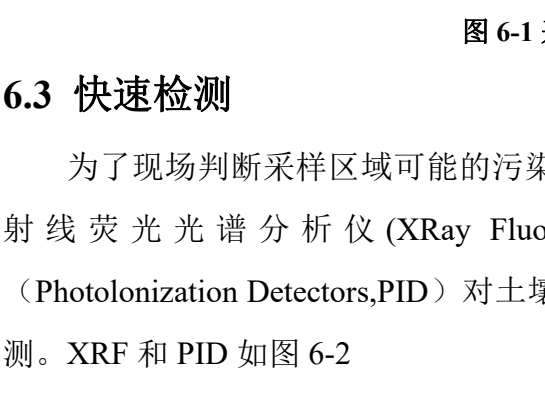 图 6-1
6.3 快速检测
为了现场判断采样区域可能的污染
射线荧光光谱分析仪(XRay Fluo
（Photolonization Detectors,PID）对土壤
测。XRF 和 PID 如图 6-2